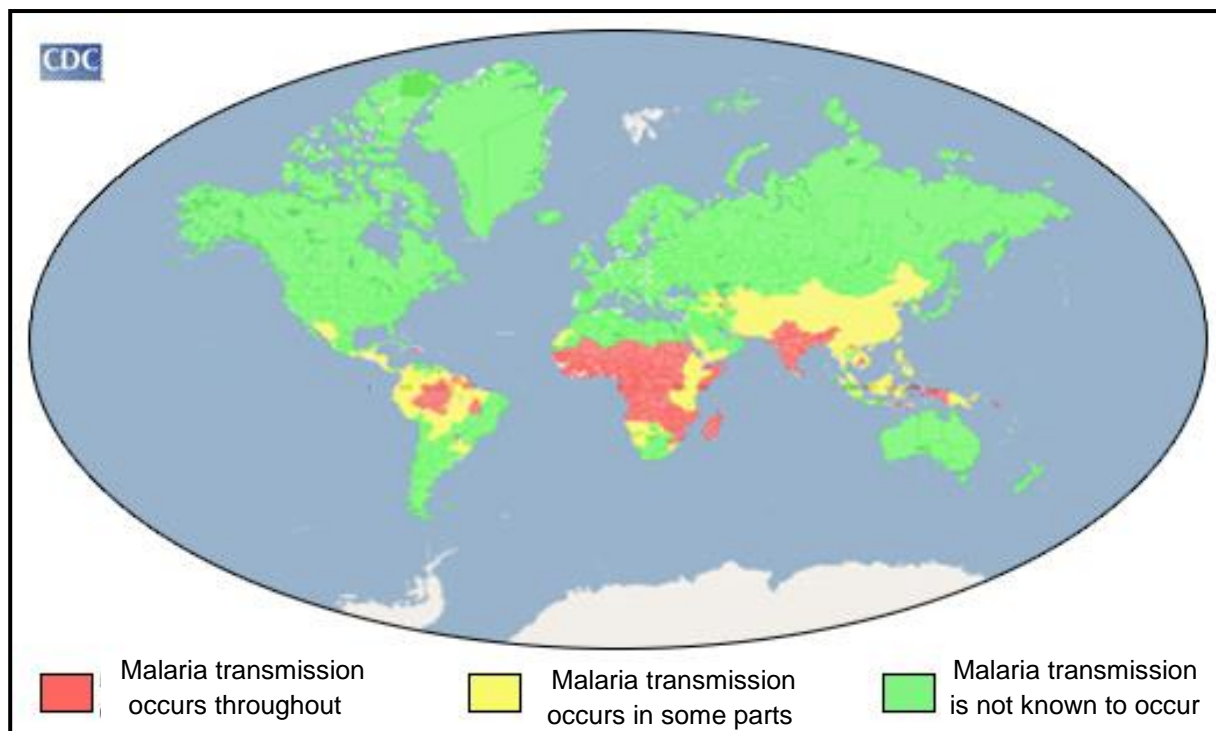 CDC
Malaria transmission
occurs throughout
Malaria transmission
occurs in some parts
Malaria transmission
is not known to occur